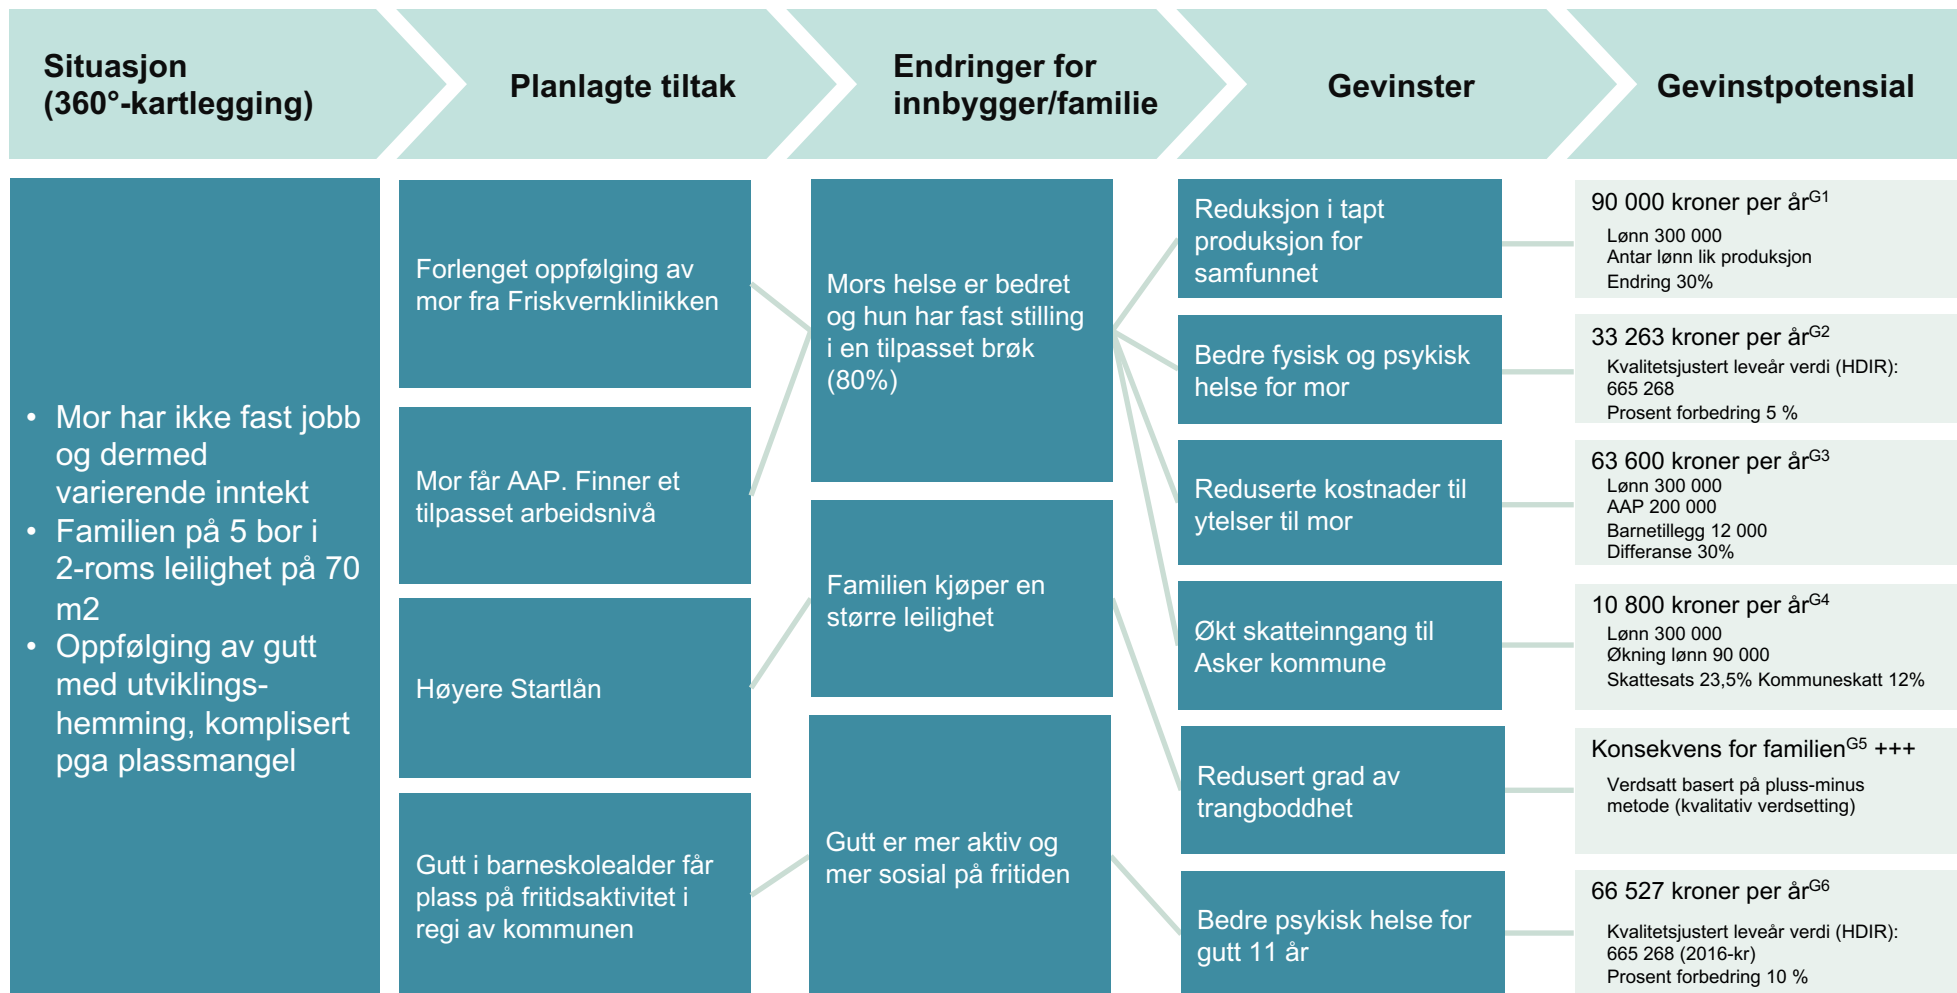 Situasjon
(360°-kartlegging)
Planlagte tiltak
Endringer for
innbygger/familie
Gevinster
Gevinstpotensial
• Mor har ikke fast jobb
og dermed
varierende inntekt
• Familien på 5 bor i
2-roms leilighet på 70
m2
• Oppfølging av gutt
med utviklings-
hemming, komplisert
pga plassmangel
Forlenget oppfølging av
mor fra Friskvernklinikken
Mor får AAP. Finner et
tilpasset arbeidsnivå
Høyere Startlån
Gutt i barneskolealder får
plass på fritidsaktivitet i
regi av kommunen
Mors helse er bedret
og hun har fast stilling
i en tilpasset brøk
(80%)
Familien kjøper en
større leilighet
Gutt er mer aktiv og
mer sosial på fritiden
Reduksjon i tapt
produksjon for
samfunnet
Bedre fysisk og psykisk
helse for mor
Reduserte kostnader til
ytelser til mor
Økt skatteinngang til
Asker kommune
Redusert grad av
trangboddhet
Bedre psykisk helse for
gutt 11 år
90 000 kroner per årG1
Lønn 300 000
Antar lønn lik produksjon
Endring 30%
33 263 kroner per årG2
Kvalitetsjustert leveår verdi (HDIR):
665 268
Prosent forbedring 5 %
63 600 kroner per årG3
Lønn 300 000
AAP 200 000
Barnetillegg 12 000
Differanse 30%
10 800 kroner per årG4
Lønn 300 000
Økning lønn 90 000
Skattesats 23,5% Kommuneskatt 12%
Konsekvens for familienG5 +++
Verdsatt basert på pluss-minus
metode (kvalitativ verdsetting)
66 527 kroner per årG6
Kvalitetsjustert leveår verdi (HDIR):
665 268 (2016-kr)
Prosent forbedring 10 %